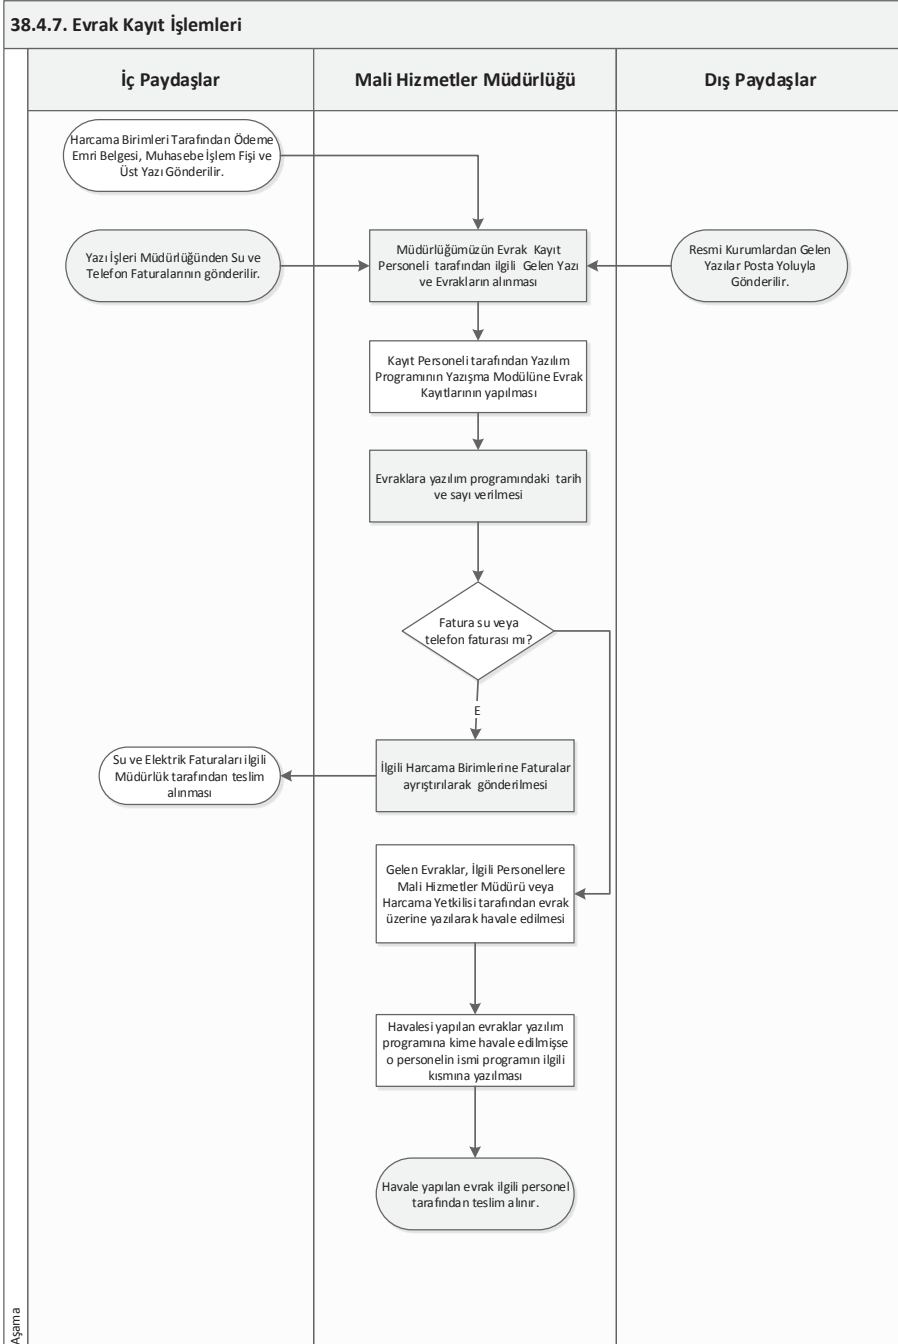 38.4.7. Evrak Kayıt İşlemleri
İç Paydaşlar
Mali Hizmetler Müdürlüğü
Dış Paydaşlar
Harcama Birimleri Tarafından Ödeme
Emri Belgesi, Muhasebe İşlem Fişi ve
Üst Yazı Gönderilir.
Yazı İşleri Müdürlüğünden Su ve
Telefon Faturalarının gönderilir.
Müdürlüğümüzün Evrak Kayıt
Personeli tarafından ilgili Gelen Yazı
ve Evrakların alınması
Resmi Kurumlardan Gelen
Yazılar Posta Yoluyla
Gönderilir.
Kayıt Personeli tarafından Yazılım
Programının Yazışma Modülüne Evrak
Kayıtlarının yapılması
Evraklara yazılım programındaki tarih
ve sayı verilmesi
Fatura su veya
telefon faturası mı?
E
Su ve Elektrik Faturaları ilgili
Müdürlük tarafından teslim
alınması
İlgili Harcama Birimlerine Faturalar
ayrıştırılarak gönderilmesi
Gelen Evraklar, İlgili Personellere
Mali Hizmetler Müdürü veya
Harcama Yetkilisi tarafından evrak
üzerine yazılarak havale edilmesi
Havalesi yapılan evraklar yazılım
programına kime havale edilmişse
o personelin ismi programın ilgili
kısmına yazılması
Havale yapılan evrak ilgili personel
tarafından teslim alınır.
Aşama